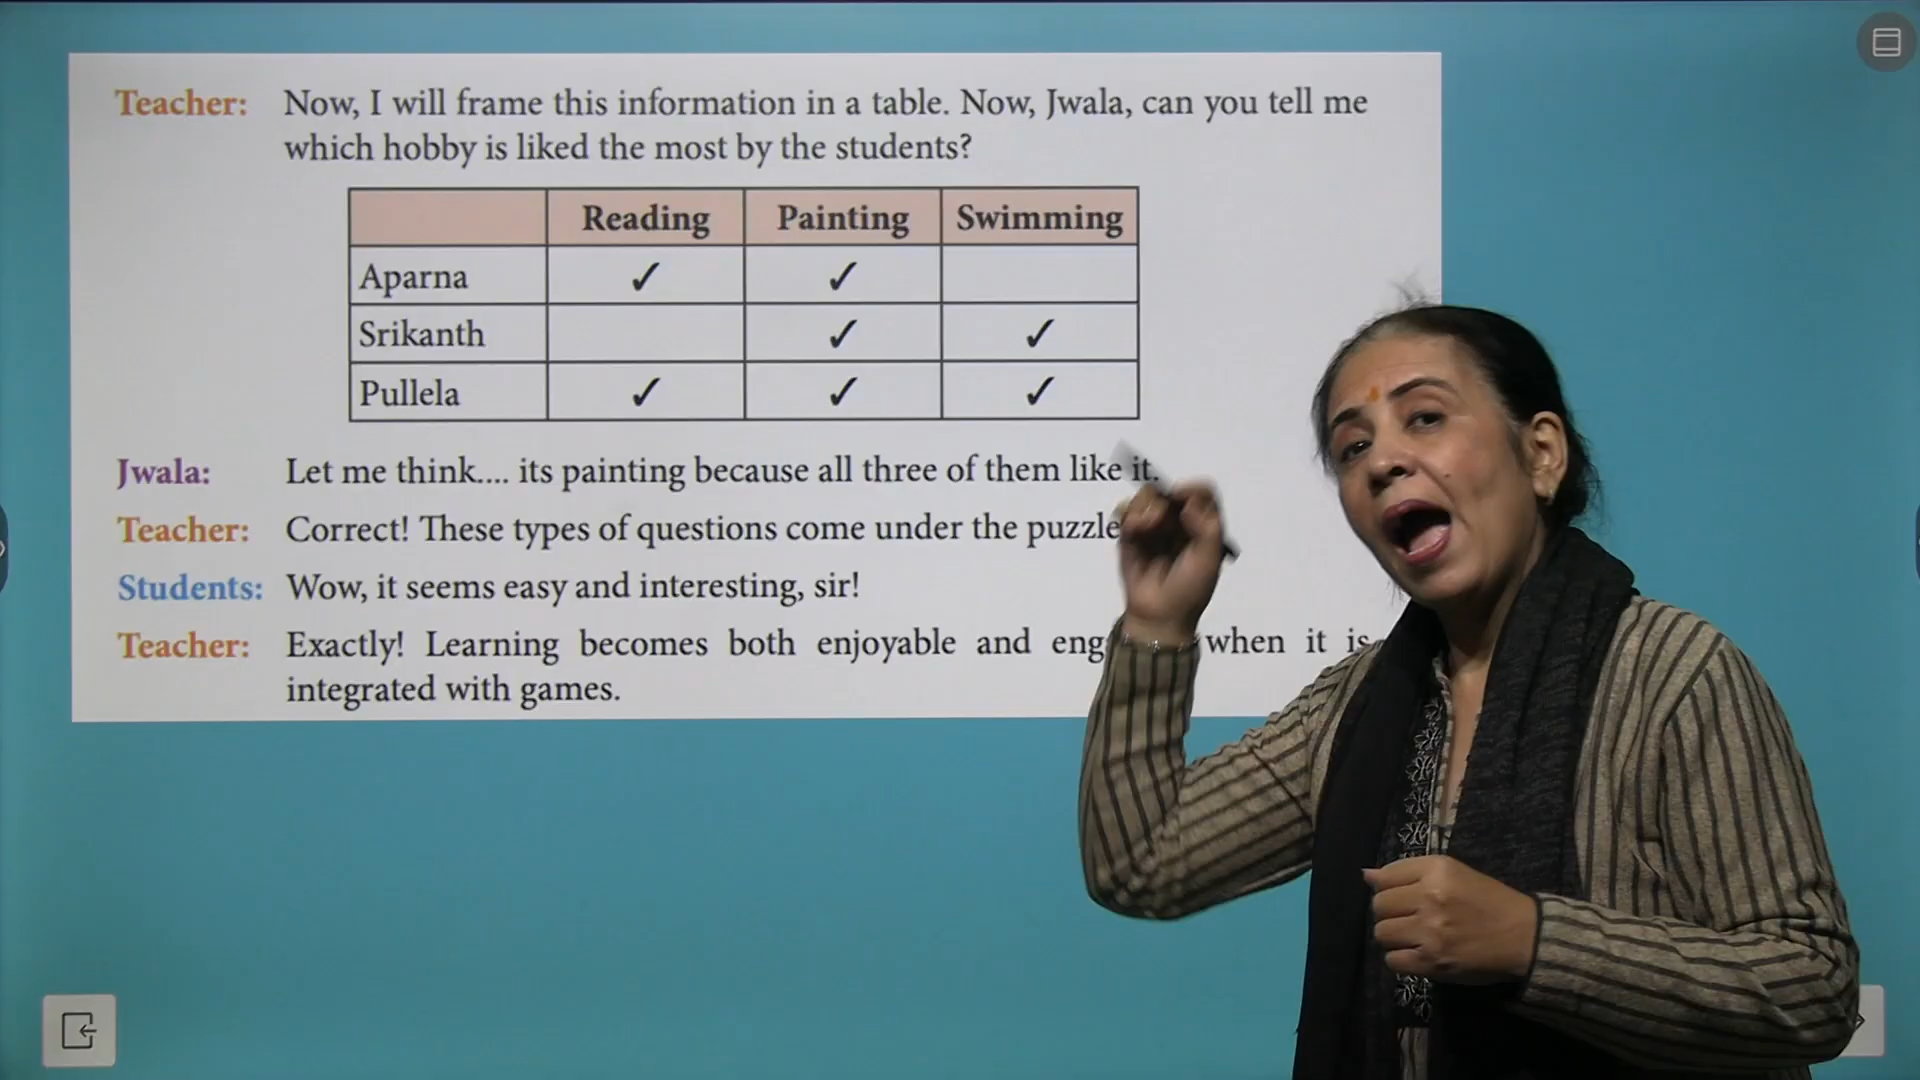 Teacher: Now, I will frame this information in a table. Now, Jwala, can you tell me
which hobby is liked the most by the students?
Reading Painting Swimming
Aparna ✓ ✓
Srikanth ✓ ✓
Pullela ✓ ✓ ✓
Jwala: Let me think.... its painting because all three of them like it.
Teacher: Correct! These types of questions come under the puzzle
Students: Wow, it seems easy and interesting, sir!
Teacher: Exactly! Learning becomes both enjoyable and when it is
integrated with games.